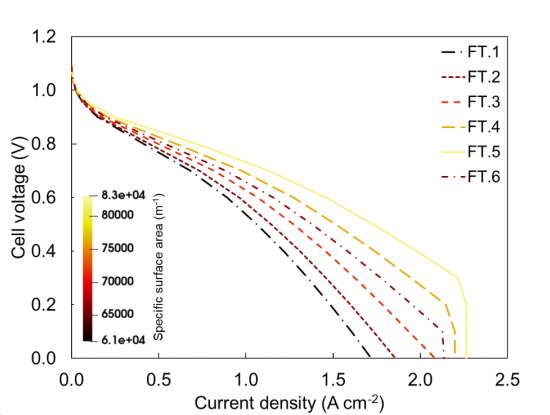 1.2
1.0
0.8
0.6
0.4
0.2
0.0
Cell voltage (V)
FT.1
FT.2
FT.3
FT.4
FT.5
FT.6
8.3e+04
80000
75000
70000
65000
6.1e+04
Specific surface area (m⁻¹)
0.0 0.5 1.0 1.5 2.0 2.5
Current density (A cm⁻²)